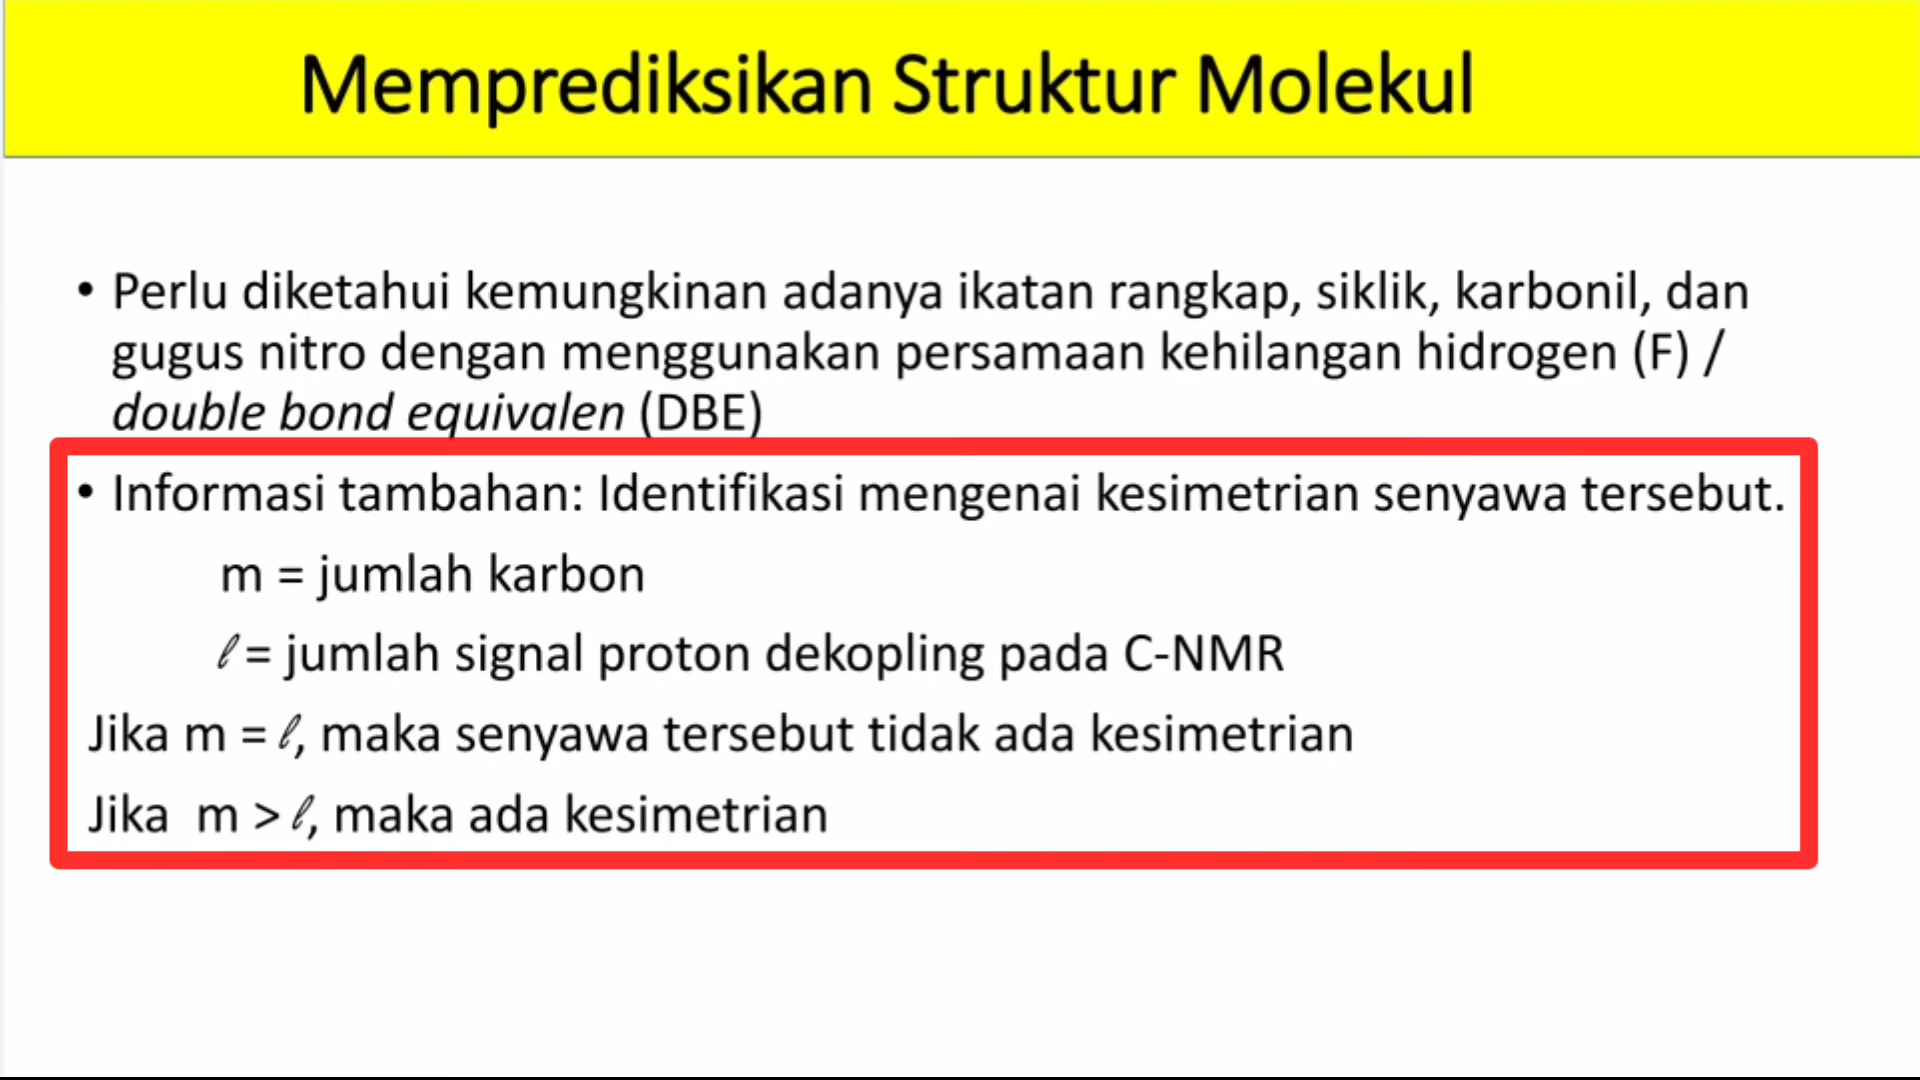 Memprediksikan Struktur Molekul
• Perlu diketahui kemungkinan adanya ikatan rangkap, siklik, karbonil, dan
gugus nitro dengan menggunakan persamaan kehilangan hidrogen (F) /
double bond equivalen (DBE)
• Informasi tambahan: Identifikasi mengenai kesimetrian senyawa tersebut.
m = jumlah karbon
ℓ = jumlah signal proton dekopling pada C-NMR
Jika m = ℓ, maka senyawa tersebut tidak ada kesimetrian
Jika m > ℓ, maka ada kesimetrian